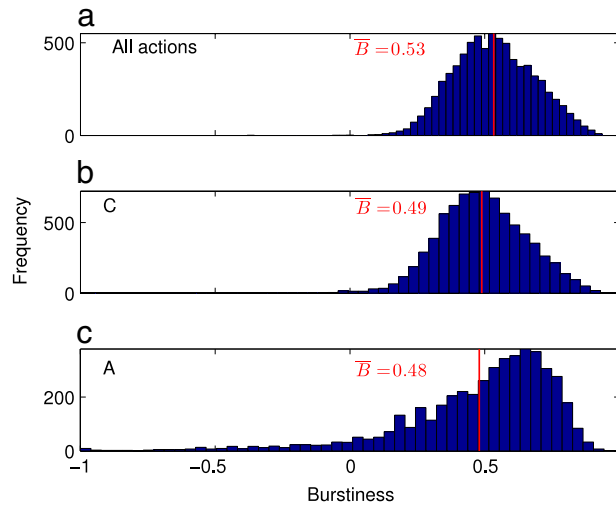 a
500
All actions
B̅ = 0.53
0
b
500
C
B̅ = 0.49
0
Frequency
c
200
A
B̅ = 0.48
0
−1
−0.5
0
0.5
Burstiness